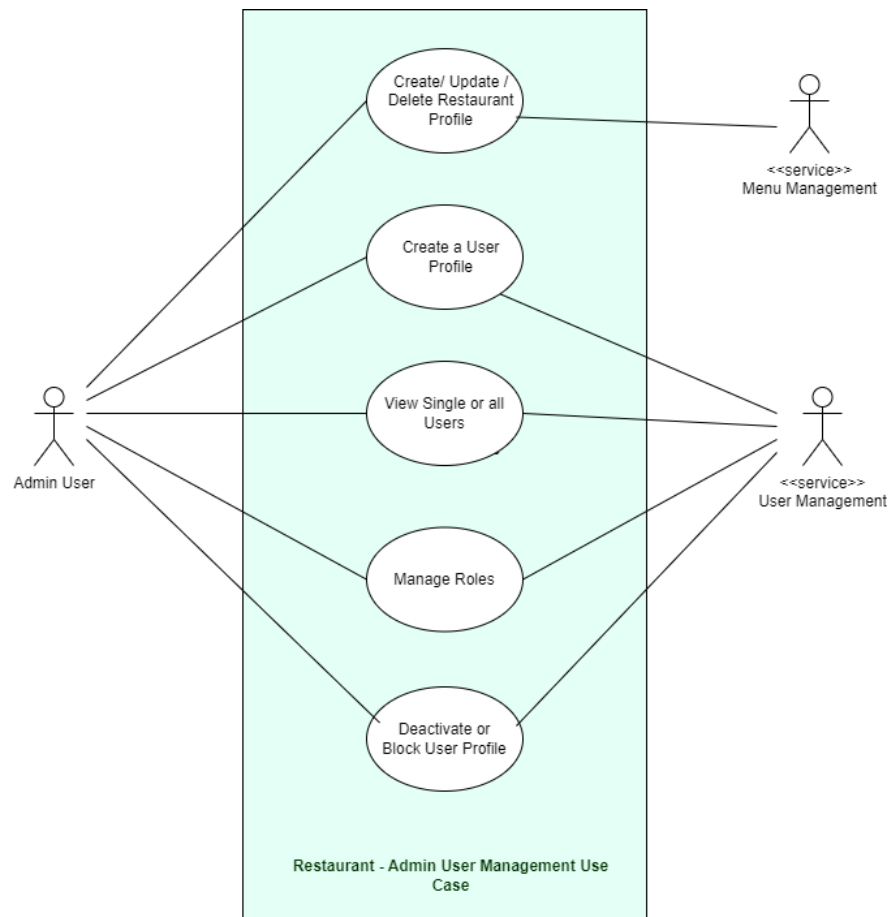 Create/ Update /
Delete Restaurant
Profile
<<service>>
Menu Management
Create a User
Profile
View Single or all
Users
Admin User
<<service>>
User Management
Manage Roles
Deactivate or
Block User Profile
Restaurant - Admin User Management Use
Case